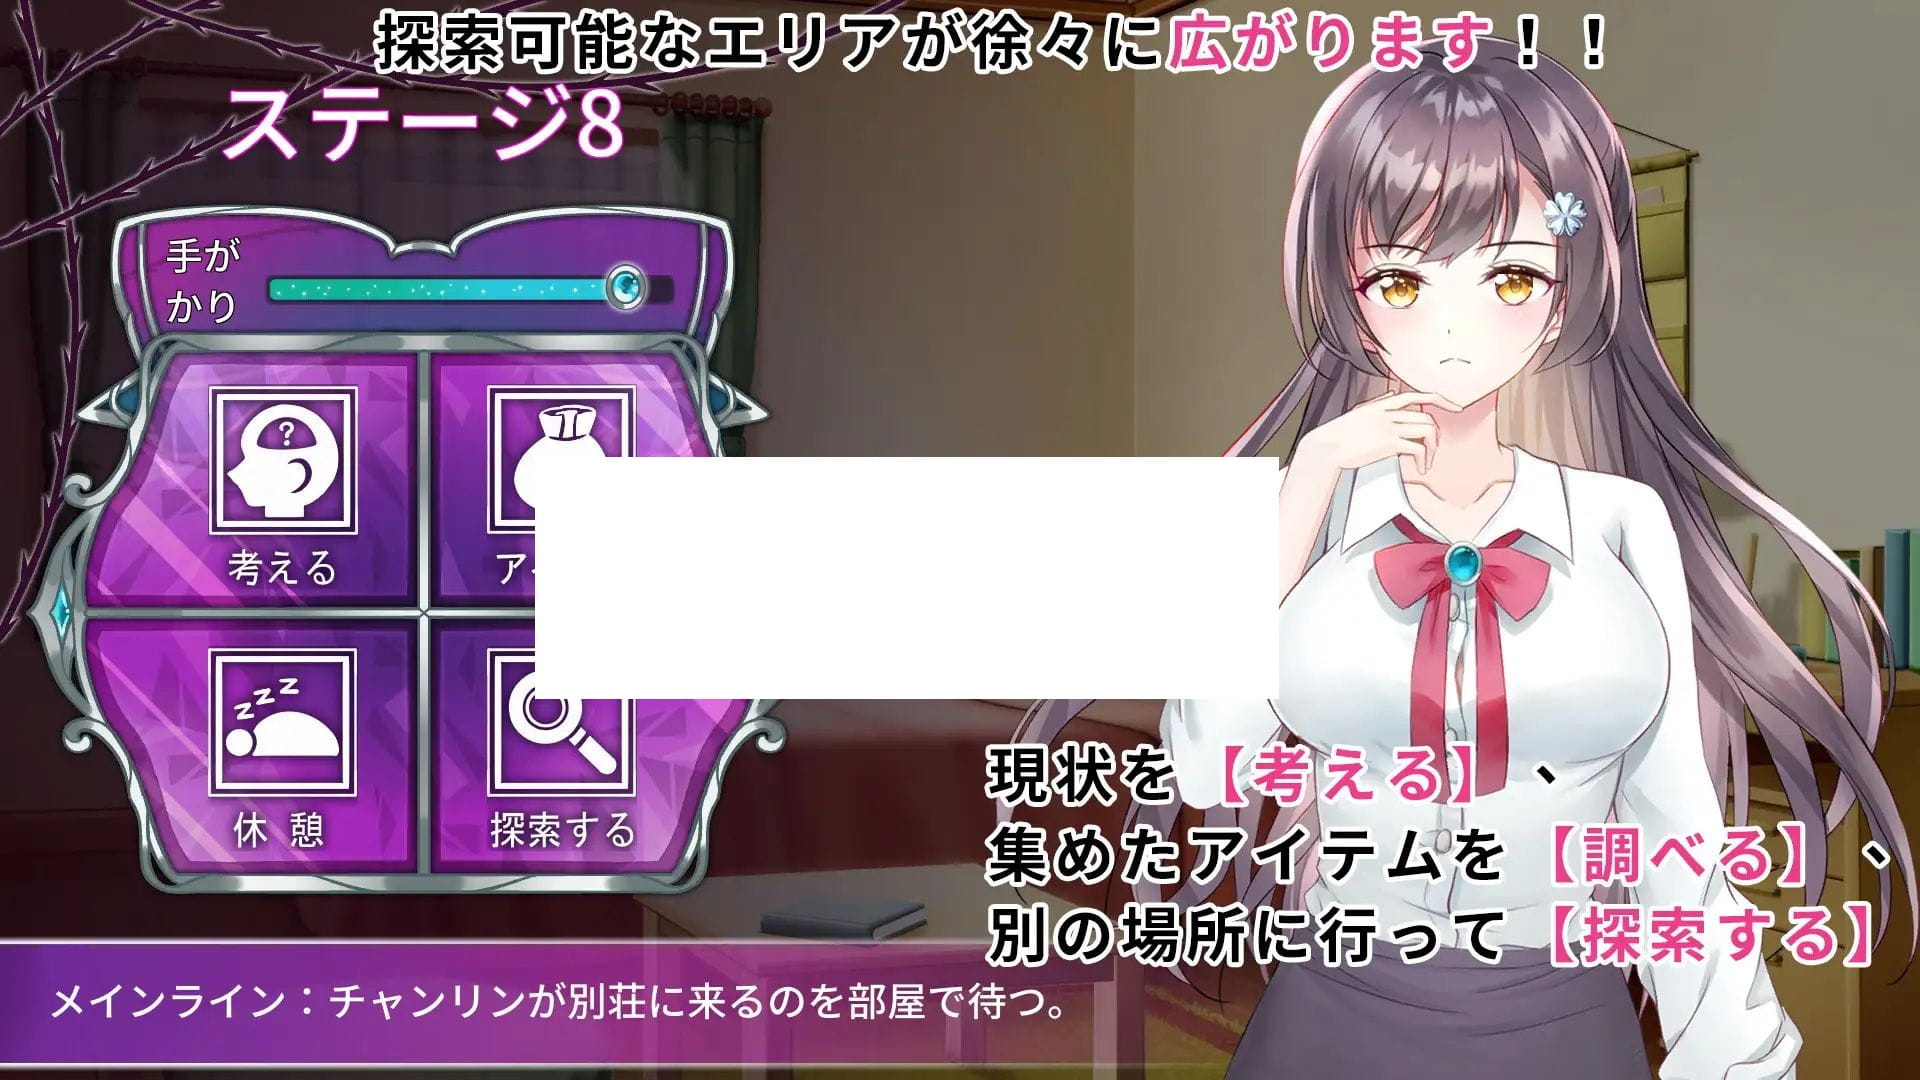 探索可能なエリアが徐々に広がります！！
ステージ8
手が
かり
?
考える
ア
zzz
休憩
探索する
現状を【考える】、
集めたアイテムを【調べる】、
別の場所に行って【探索する】
メインライン：チャンリンが別荘に来るのを部屋で待つ。